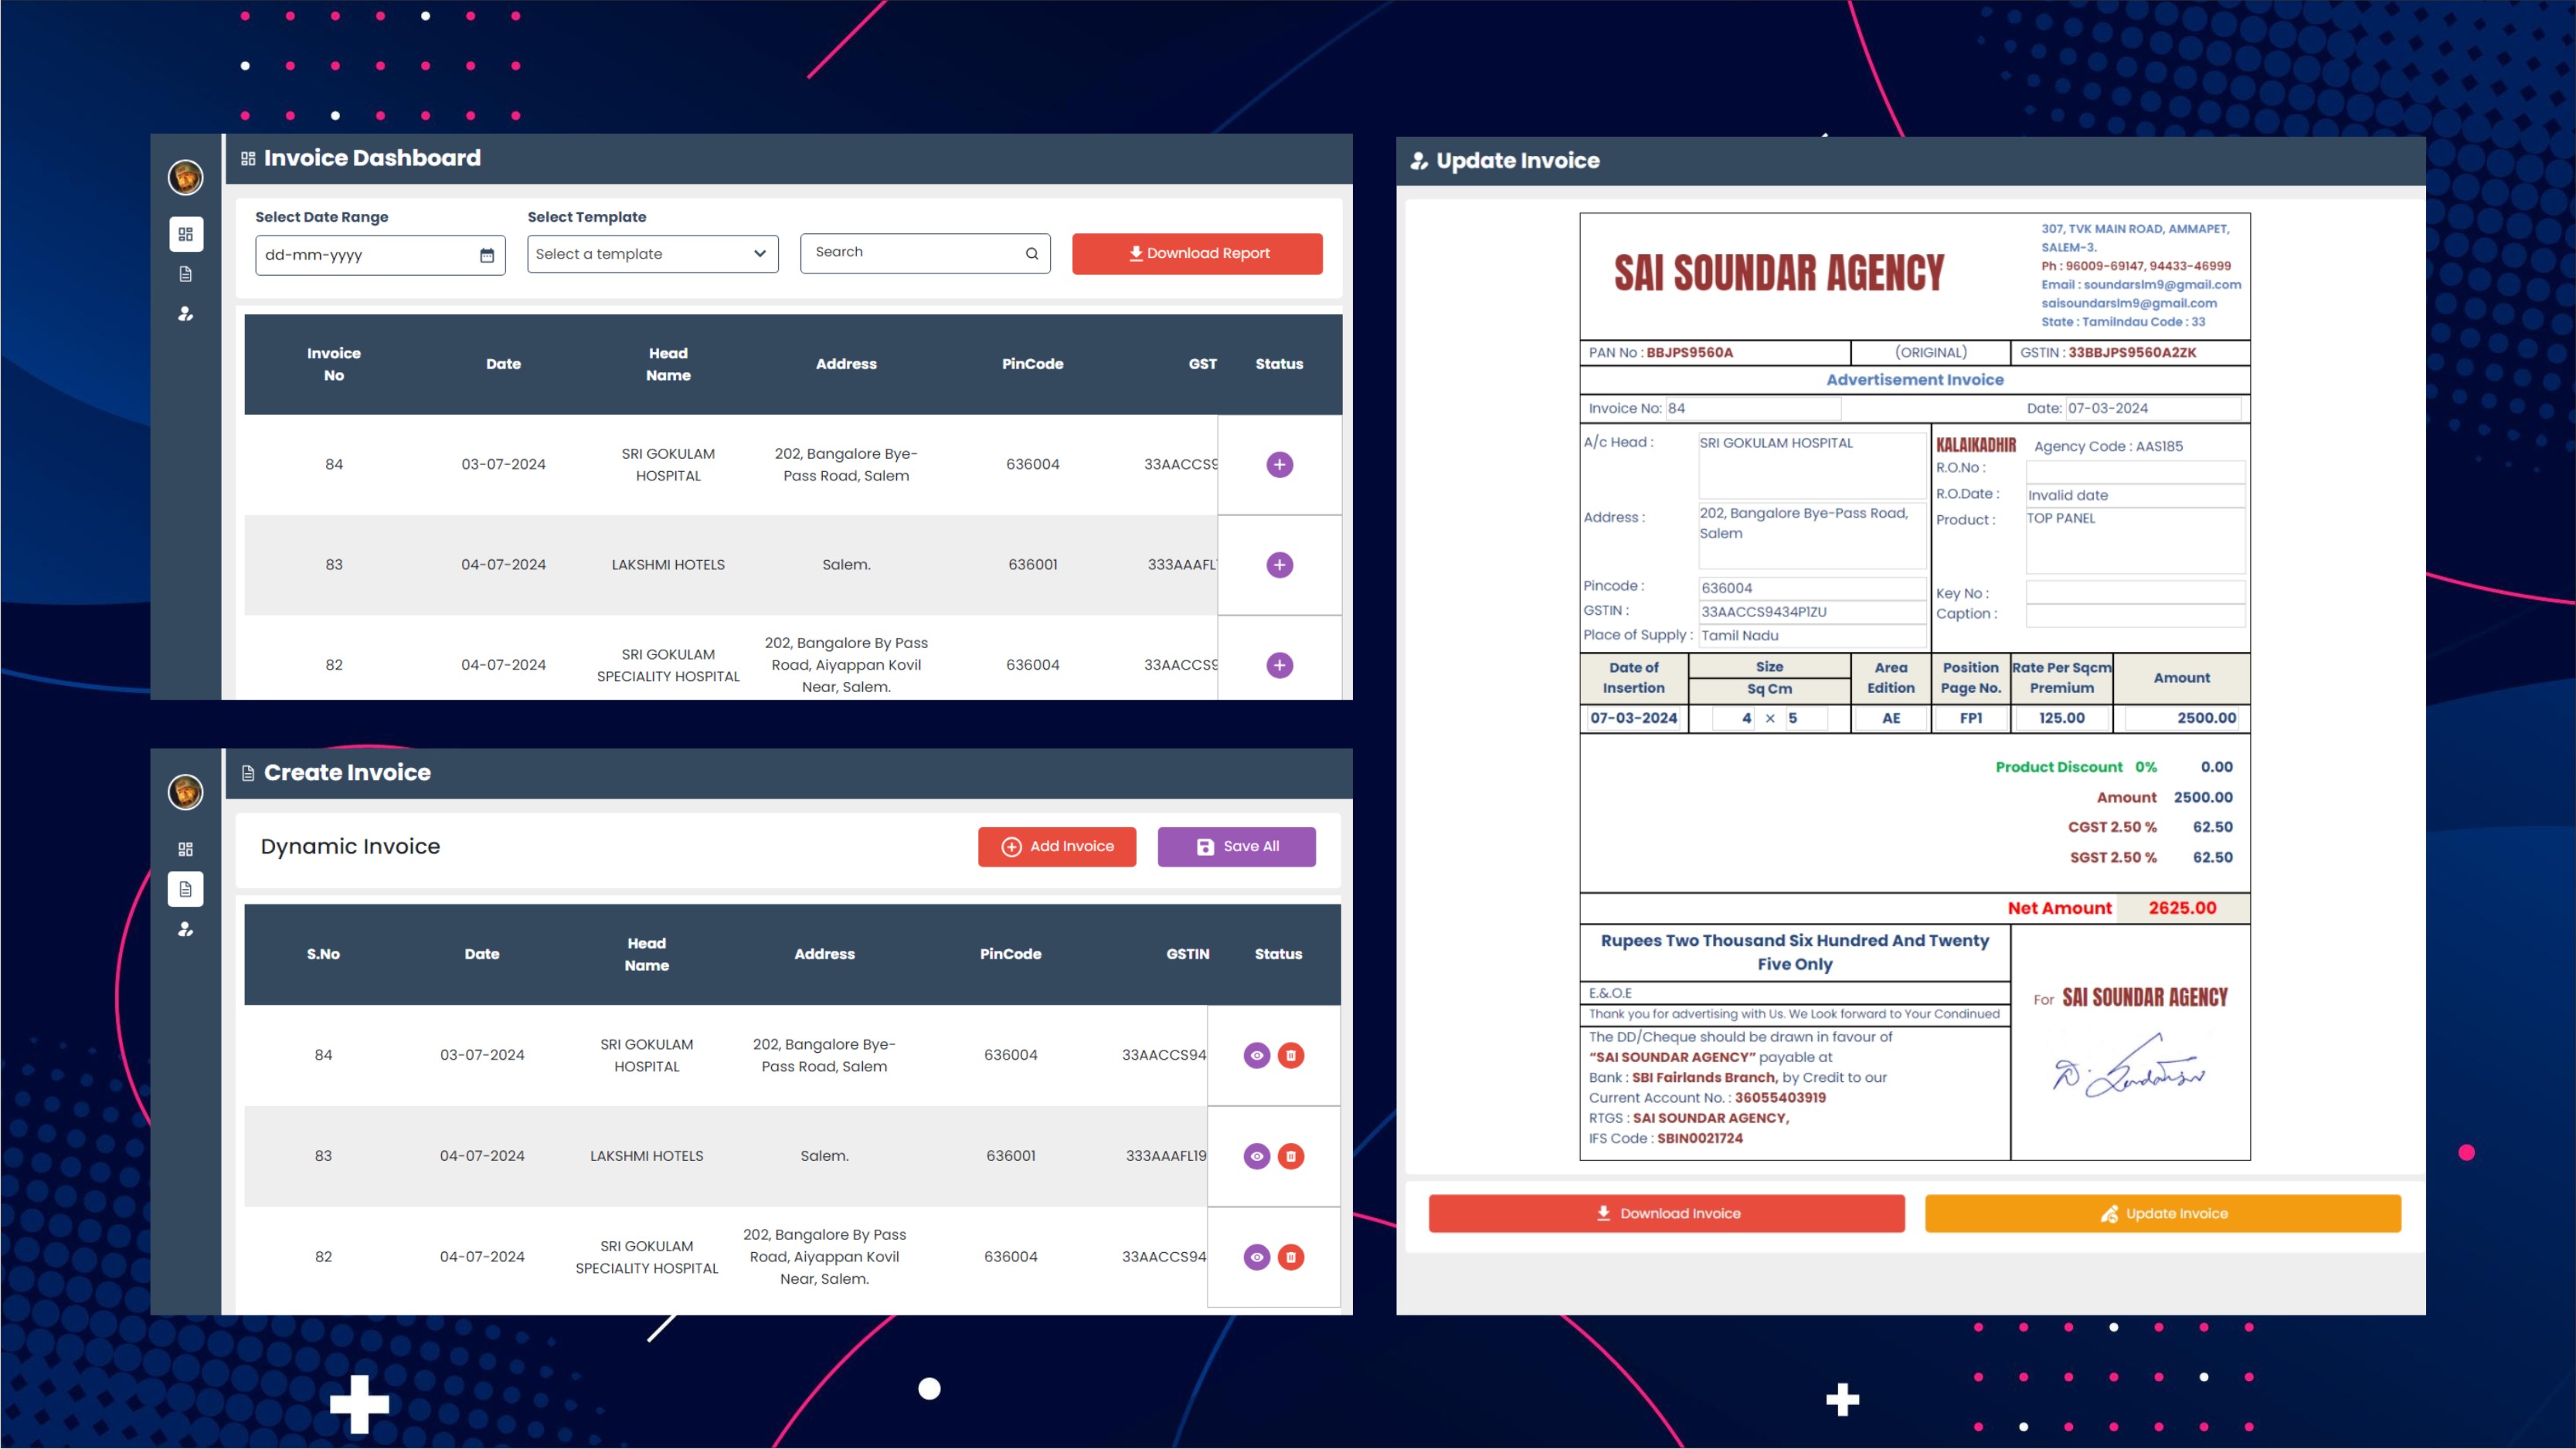 Invoice Dashboard
Select Date Range
Select Template
dd-mm-yyyy
Select a template
Search
Download Report
Invoice No
Date
Head Name
Address
PinCode
GST
Status
84
03-07-2024
SRI GOKULAM
HOSPITAL
202, Bangalore Bye-
Pass Road, Salem
636004
33AACCS9
83
04-07-2024
LAKSHMI HOTELS
Salem.
636001
333AAAFL
82
04-07-2024
SRI GOKULAM
SPECIALITY HOSPITAL
202, Bangalore By Pass
Road, Aiyappan Kovil
Near, Salem.
636004
33AACCS9
Create Invoice
Dynamic Invoice
Add Invoice
Save All
S.No
Date
Head
Name
Address
PinCode
GSTIN
Status
84
03-07-2024
SRI GOKULAM
HOSPITAL
202, Bangalore Bye-
Pass Road, Salem
636004
33AACCS94
83
04-07-2024
LAKSHMI HOTELS
Salem.
636001
333AAAFL19
82
04-07-2024
SRI GOKULAM
SPECIALITY HOSPITAL
202, Bangalore By Pass
Road, Aiyappan Kovil
Near, Salem.
636004
33AACCS94
Update Invoice
SAI SOUNDAR AGENCY
307, TVK MAIN ROAD, AMMAPET,
SALEM-3.
Ph : 96009-69147, 94433-46999
Email : soundarslm9@gmail.com
saisoundarslm9@gmail.com
State : Tamilndau Code : 33
PAN No : BBJPS9560A
(ORIGINAL)
GSTIN : 33BBJPS9560A2ZK
Advertisement Invoice
Invoice No: 84
Date: 07-03-2024
A/c Head : SRI GOKULAM HOSPITAL
Address : 202, Bangalore Bye-Pass Road,
Salem
Pincode : 636004
GSTIN : 33AACCS9434P1ZU
Place of Supply : Tamil Nadu
KALAIKADHIR Agency Code : AAS185
R.O.No :
R.O.Date : Invalid date
Product : TOP PANEL
Key No :
Caption :
Date of
Insertion
Size
Sq Cm
Area
Edition
Position
Page No.
Rate Per Sqcm
Premium
Amount
07-03-2024
4 × 5
AE
FP1
125.00
2500.00
Product Discount 0% 0.00
Amount 2500.00
CGST 2.50 % 62.50
SGST 2.50 % 62.50
Net Amount 2625.00
Rupees Two Thousand Six Hundred And Twenty
Five Only
E.&.O.E
Thank you for advertising with Us. We Look forward to Your Condinued
The DD/Cheque should be drawn in favour of
“SAI SOUNDAR AGENCY” payable at
Bank : SBI Fairlands Branch, by Credit to our
Current Account No. : 36055403919
RTGS : SAI SOUNDAR AGENCY,
IFS Code : SBIN0021724
For SAI SOUNDAR AGENCY
Download Invoice
Update Invoice